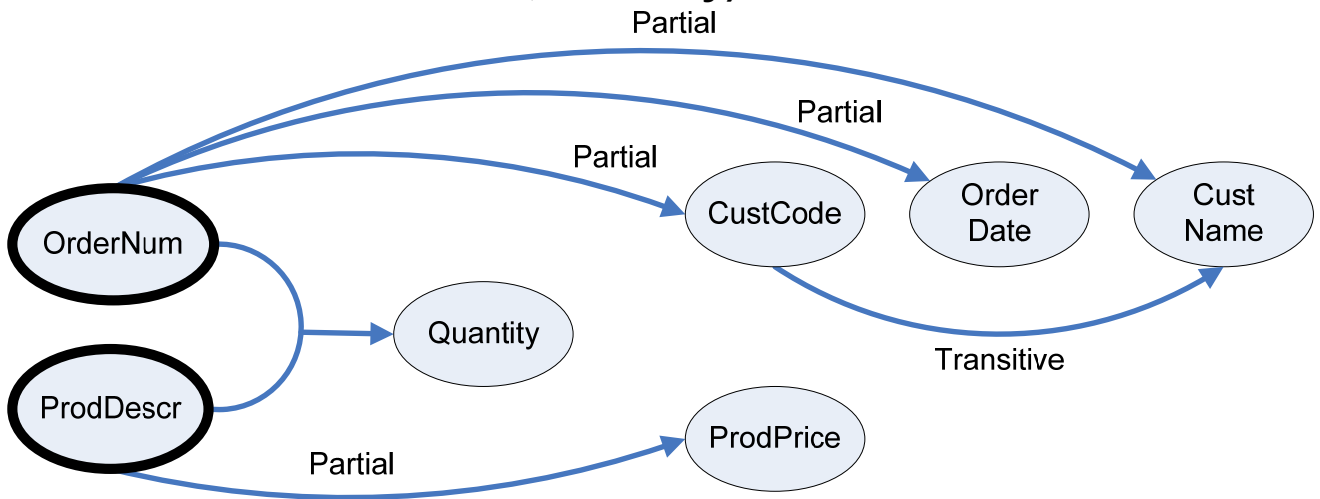 Partial
Partial
Partial
OrderNum
CustCode
Order
Date
Cust
Name
Quantity
Transitive
ProdDescr
ProdPrice
Partial